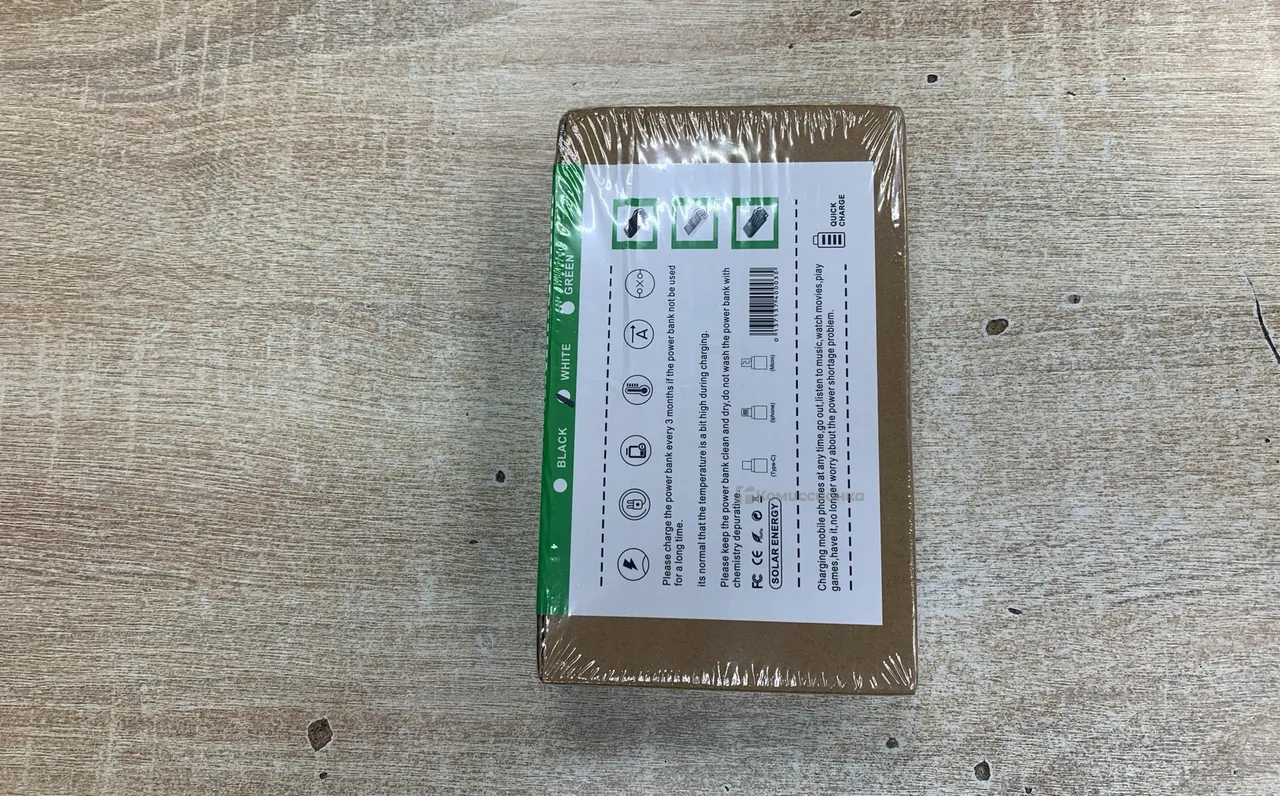 BLACK WHITE GREEN
Please charge the power bank every 3 months if the power bank not be used
for a long time.
its normal that the temperature is a bit high during charging.
Please keep the power bank clean and dry,do not wash the power bank with
chemistry depurative.
FC CE
SOLAR ENERGY
(Type-C)
(Iphone)
(Micro)
Charging mobile phones at any time,go out,listen to music,watch movies,play
games,have it,no longer worry about the power shortage problem.
QUICK
CHARGE
A
Комиссионка